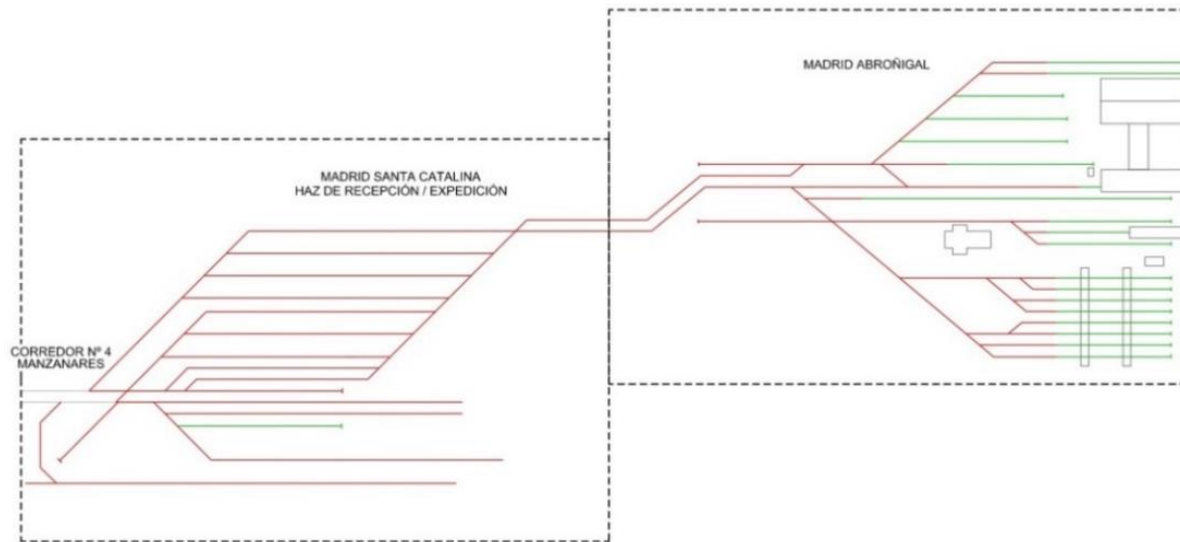 MADRID ABROÑIGAL
MADRID SANTA CATALINA
HAZ DE RECEPCIÓN / EXPEDICIÓN
CORREDOR Nº 4
MANZANARES